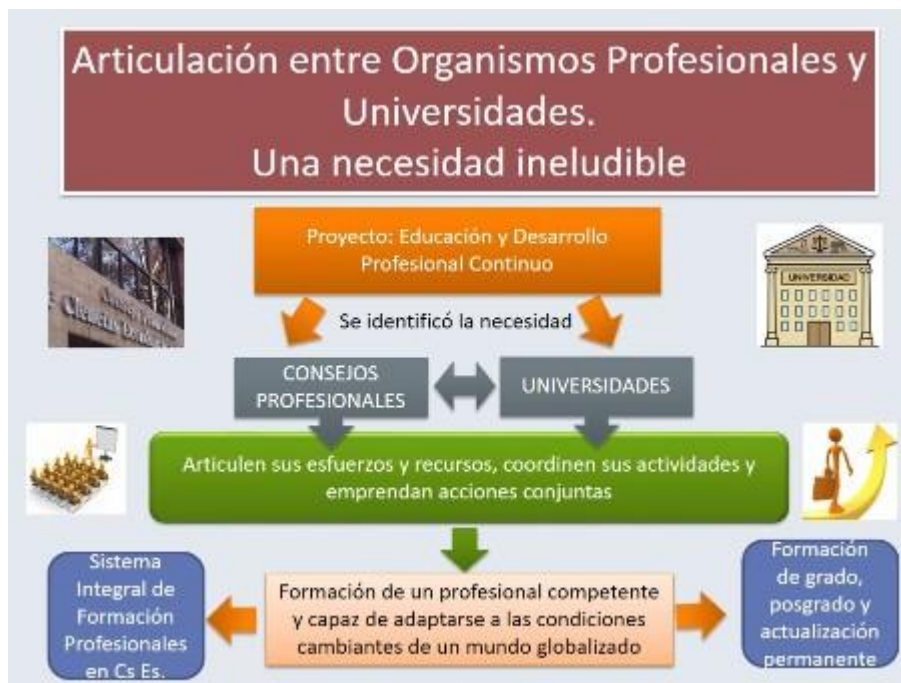 Articulación entre Organismos Profesionales y
Universidades.
Una necesidad ineludible
Proyecto: Educación y Desarrollo
Profesional Continuo
UNIVERSIDAD
Se identificó la necesidad
CONSEJOS
PROFESIONALES
UNIVERSIDADES
Articulen sus esfuerzos y recursos, coordinen sus actividades y
emprendan acciones conjuntas
Sistema
Integral de
Formación
Profesionales
en Cs Es.
Formación de un profesional competente
y capaz de adaptarse a las condiciones
cambiantes de un mundo globalizado
Formación
de grado,
posgrado y
actualización
permanente